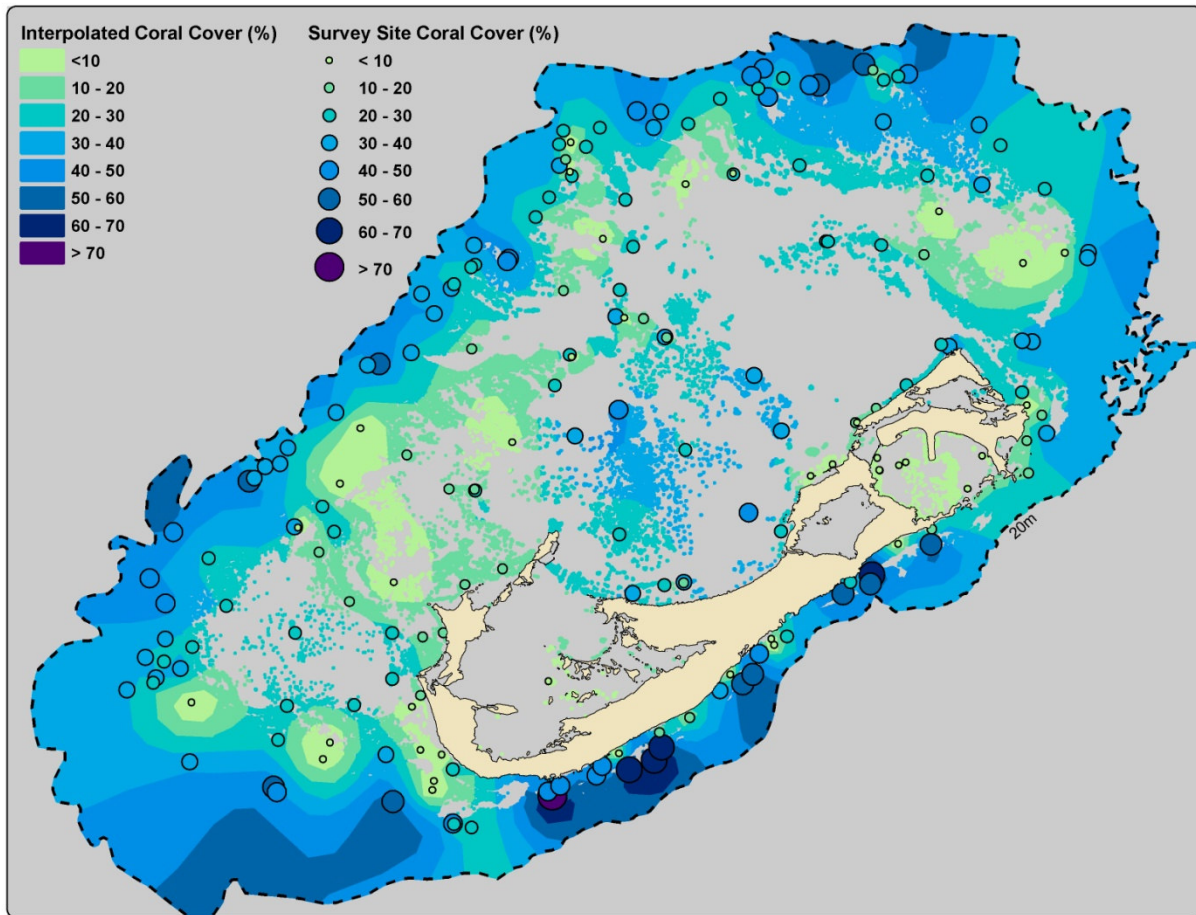 Interpolated Coral Cover (%)
<10
10 - 20
20 - 30
30 - 40
40 - 50
50 - 60
60 - 70
> 70
Survey Site Coral Cover (%)
< 10
10 - 20
20 - 30
30 - 40
40 - 50
50 - 60
60 - 70
> 70
20m